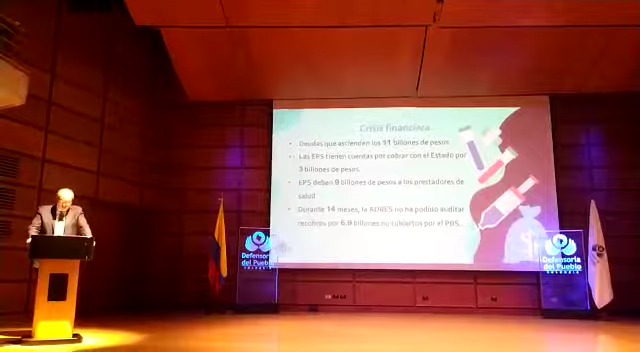 Crisis financiera
• Deudas que ascienden los 11 billones de pesos.
• Las EPS tienen cuentas por cobrar con el Estado por
3 billones de pesos.
• EPS deben 8 billones de pesos a los prestadores de
salud
• Durante 14 meses, la ADRES no ha podido auditar
recobros por 6.9 billones no cubiertos por el PBS.
Defensoría
del Pueblo
COLOMBIA
Defensoría
del Pueblo
COLOMBIA